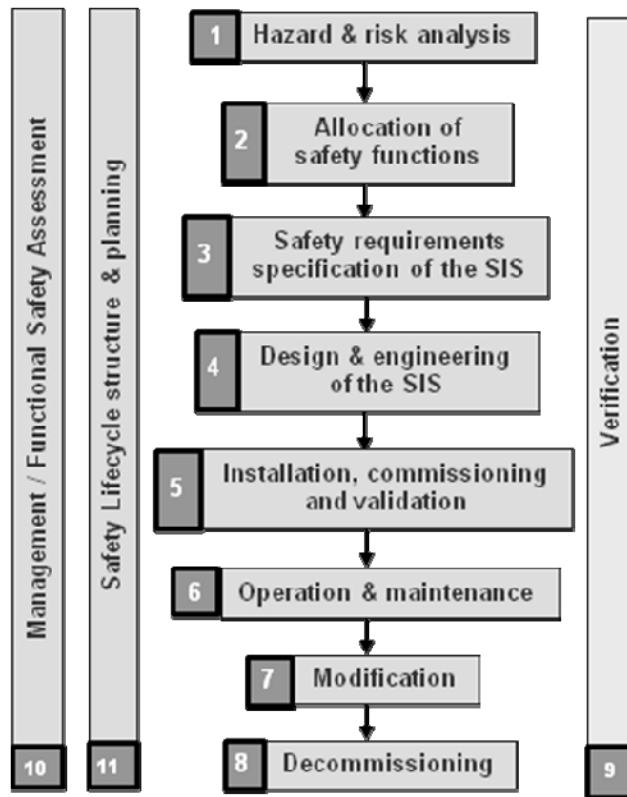 1
Hazard & risk analysis
2
Allocation of
safety functions
3
Safety requirements
specification of the SIS
4
Design & engineering
of the SIS
5
Installation, commissioning
and validation
6
Operation & maintenance
7
Modification
8
Decommissioning
Management / Functional Safety Assessment
10
Safety Lifecycle structure & planning
11
Verification
9